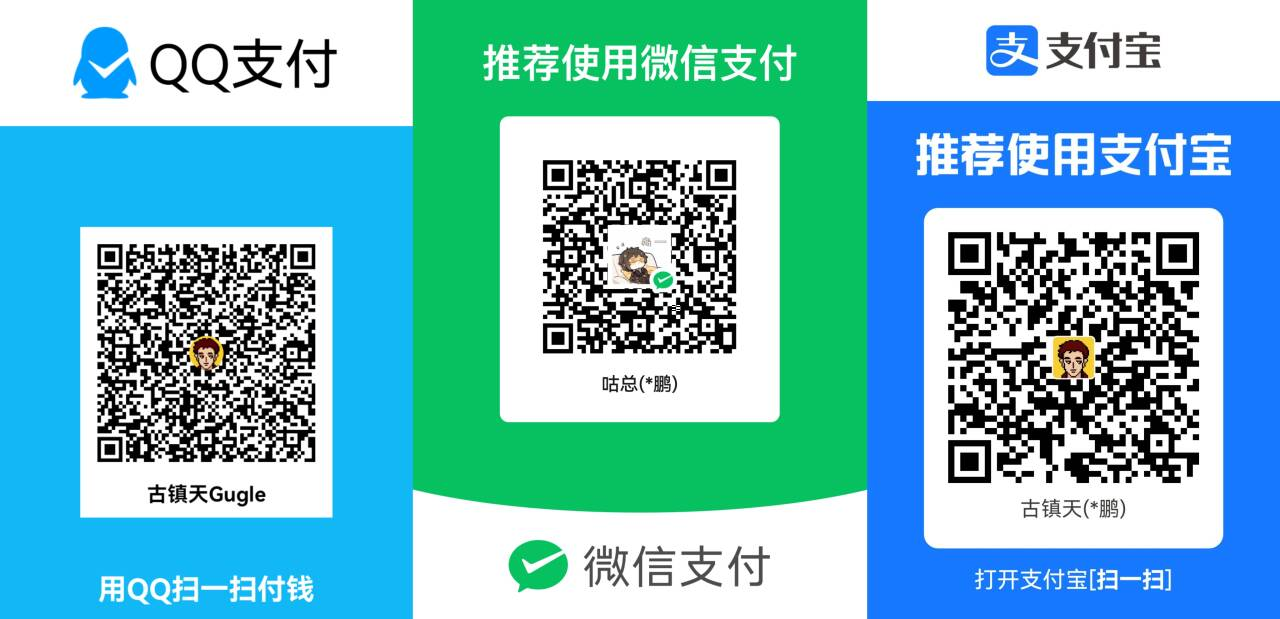 QQ支付
古镇天Gugle
用QQ扫一扫付钱
推荐使用微信支付
咕总(*鹏)
微信支付
支付宝
推荐使用支付宝
古镇天(*鹏)
打开支付宝[扫一扫]